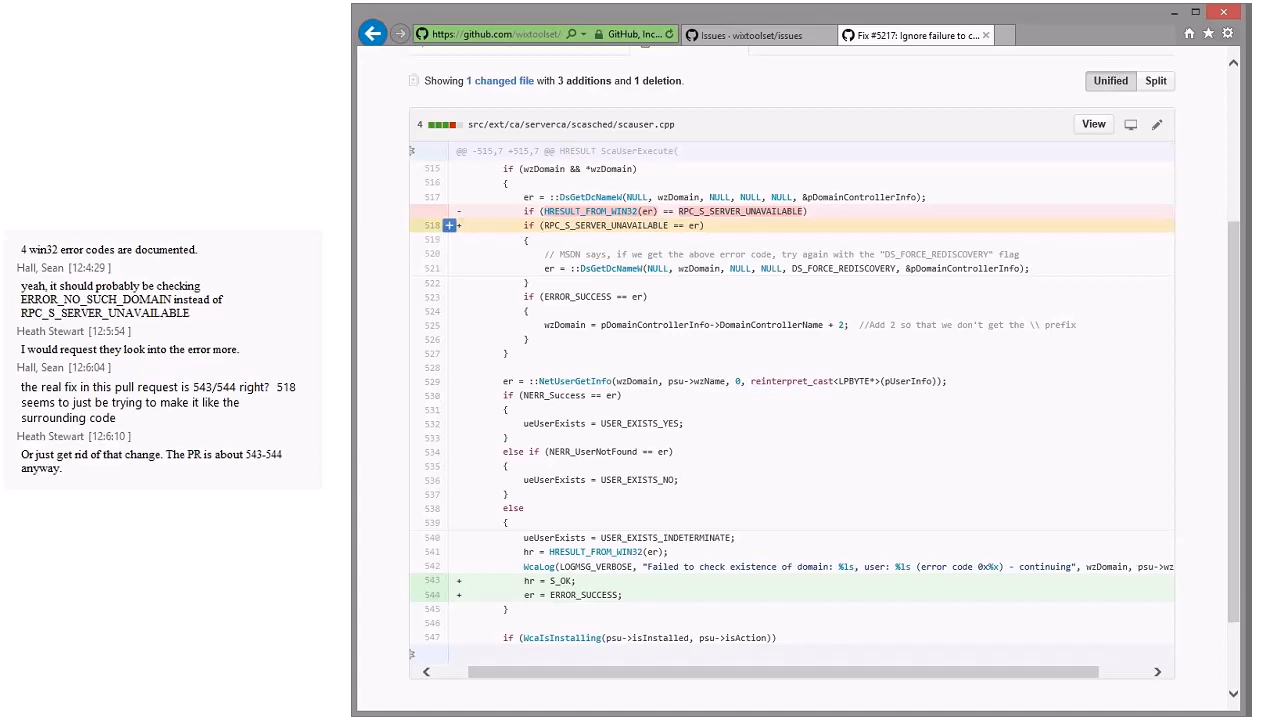 4 win32 error codes are documented.
Hall, Sean [12:4:29 ]
yeah, it should probably be checking
ERROR_NO_SUCH_DOMAIN instead of
RPC_S_SERVER_UNAVAILABLE
Heath Stewart [12:5:54 ]
I would request they look into the error more.
Hall, Sean [12:6:04 ]
the real fix in this pull request is 543/544 right?  518
seems to just be trying to make it like the
surrounding code
Heath Stewart [12:6:10 ]
Or just get rid of that change. The PR is about 543-544
anyway.
https://github.com/wixtoolset/ GitHub, Inc... Issues · wixtoolset/issues Fix #5217: Ignore failure to c...
Showing 1 changed file with 3 additions and 1 deletion. Unified Split
4 src/ext/ca/serverca/scasched/scauser.cpp View
@@ -515,7 +515,7 @@ HRESULT ScaUserExecute(
515 if (wzDomain && *wzDomain)
516 {
517 er = ::DsGetDcNameW(NULL, wzDomain, NULL, NULL, NULL, &pDomainControllerInfo);
- if (HRESULT_FROM_WIN32(er) == RPC_S_SERVER_UNAVAILABLE)
518 + if (RPC_S_SERVER_UNAVAILABLE == er)
519 {
520 // MSDN says, if we get the above error code, try again with the "DS_FORCE_REDISCOVERY" flag
521 er = ::DsGetDcNameW(NULL, wzDomain, NULL, NULL, DS_FORCE_REDISCOVERY, &pDomainControllerInfo);
522 }
523 if (ERROR_SUCCESS == er)
524 {
525 wzDomain = pDomainControllerInfo->DomainControllerName + 2;  //Add 2 so that we don't get the \\ prefix
526 }
527 }
528
529 er = ::NetUserGetInfo(wzDomain, psu->wzName, 0, reinterpret_cast<LPBYTE*>(pUserInfo));
530 if (NERR_Success == er)
531 {
532 ueUserExists = USER_EXISTS_YES;
533 }
534 else if (NERR_UserNotFound == er)
535 {
536 ueUserExists = USER_EXISTS_NO;
537 }
538 else
539 {
540 ueUserExists = USER_EXISTS_INDETERMINATE;
541 hr = HRESULT_FROM_WIN32(er);
542 WcaLog(LOGMSG_VERBOSE, "Failed to check existence of domain: %ls, user: %ls (error code 0x%x) - continuing", wzDomain, psu->wz
543 + hr = S_OK;
544 + er = ERROR_SUCCESS;
545 }
546
547 if (WcaIsInstalling(psu->isInstalled, psu->isAction))